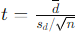 t = d̅ / (s_d/√n)